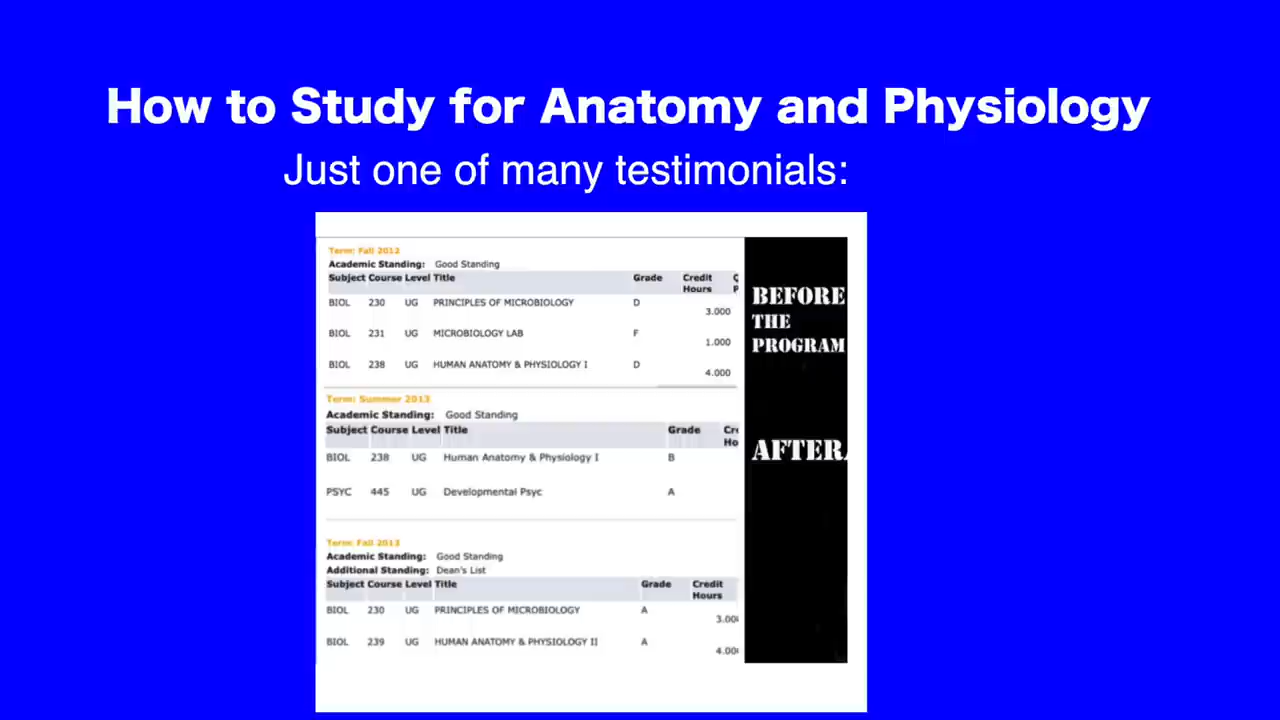 How to Study for Anatomy and Physiology
Just one of many testimonials:
Term: Fall 2012
Academic Standing: Good Standing
Subject Course Level Title Grade Credit Hours
BIOL 230 UG PRINCIPLES OF MICROBIOLOGY D 3.000
BIOL 231 UG MICROBIOLOGY LAB F 1.000
BIOL 238 UG HUMAN ANATOMY & PHYSIOLOGY I D 4.000
BEFORE
THE
PROGRAM
Term: Summer 2013
Academic Standing: Good Standing
Subject Course Level Title Grade
BIOL 238 UG Human Anatomy & Physiology I B
PSYC 445 UG Developmental Psyc A
AFTER
Term: Fall 2013
Academic Standing: Good Standing
Additional Standing: Dean's List
Subject Course Level Title Grade Credit Hours
BIOL 230 UG PRINCIPLES OF MICROBIOLOGY A 3.00
BIOL 239 UG HUMAN ANATOMY & PHYSIOLOGY II A 4.00